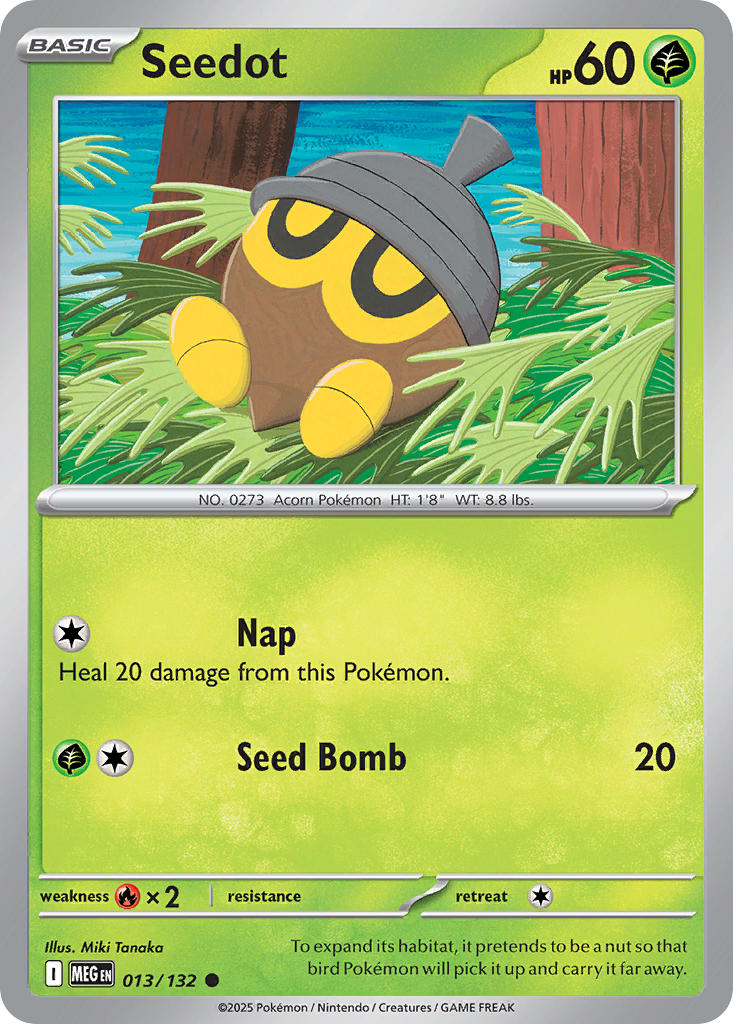 BASIC
Seedot
HP 60
NO. 0273 Acorn Pokémon HT: 1'8" WT: 8.8 lbs.
Nap
Heal 20 damage from this Pokémon.
Seed Bomb 20
weakness ×2 resistance retreat
Illus. Miki Tanaka
To expand its habitat, it pretends to be a nut so that
bird Pokémon will pick it up and carry it far away.
I MEG EN 013/132
©2025 Pokémon / Nintendo / Creatures / GAME FREAK